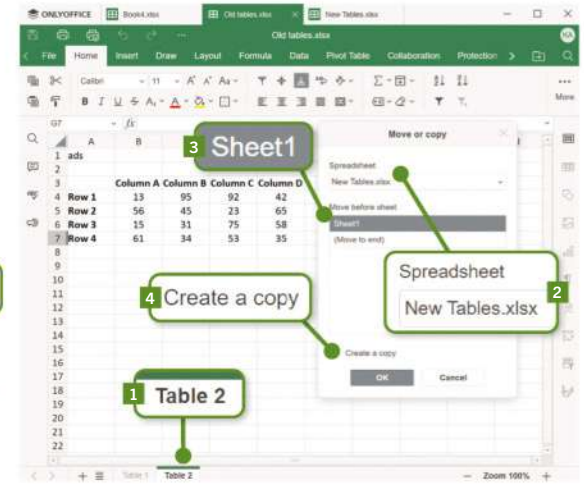 ONLYOFFICE Book4.xlsx Old tables.xlsx × New Tables.xlsx
Old tables.xlsx
File Home Insert Draw Layout Formula Data Pivot Table Collaboration Protection
Calibri 11 Aa
B I U More
G7 fx
A B
1 ads
2
3 Column A Column B Column C Column D
4 Row 1 13 95 92 42
5 Row 2 56 45 23 65
6 Row 3 15 31 75 58
7 Row 4 61 34 53 35
8
9
10
11
12
13
14
15
16
17
18
19
20
21
22
3 Sheet1
Move or copy
Spreadsheet
New Tables.xlsx
Move before sheet
Sheet1
(Move to end)
Spreadsheet
New Tables.xlsx
2
4 Create a copy
Create a copy
OK Cancel
1 Table 2
Table 1 Table 2
Zoom 100%